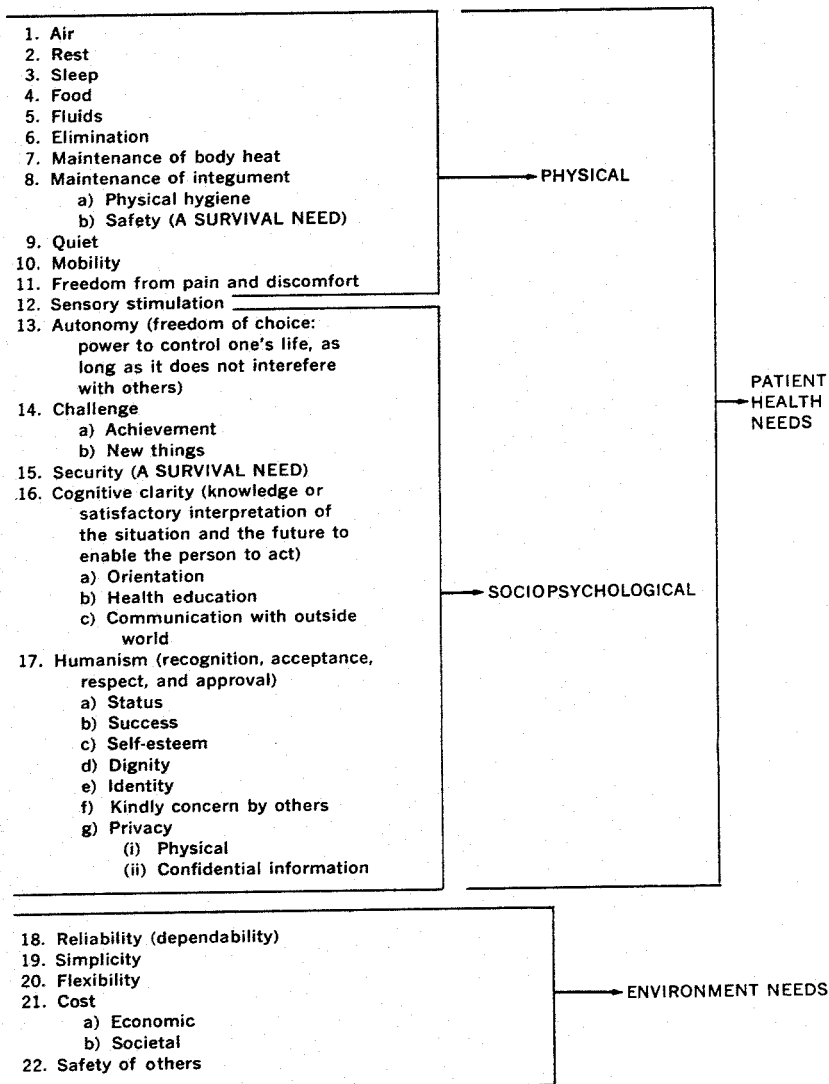 1. Air
2. Rest
3. Sleep
4. Food
5. Fluids
6. Elimination
7. Maintenance of body heat
8. Maintenance of integument
a) Physical hygiene
b) Safety (A SURVIVAL NEED)
9. Quiet
10. Mobility
11. Freedom from pain and discomfort
12. Sensory stimulation
PHYSICAL
13. Autonomy (freedom of choice:
power to control one's life, as
long as it does not interefere
with others)
14. Challenge
a) Achievement
b) New things
15. Security (A SURVIVAL NEED)
16. Cognitive clarity (knowledge or
satisfactory interpretation of
the situation and the future to
enable the person to act)
a) Orientation
b) Health education
c) Communication with outside
world
17. Humanism (recognition, acceptance,
respect, and approval)
a) Status
b) Success
c) Self-esteem
d) Dignity
e) Identity
f) Kindly concern by others
g) Privacy
(i) Physical
(ii) Confidential information
SOCIOPSYCHOLOGICAL
PATIENT
HEALTH
NEEDS
18. Reliability (dependability)
19. Simplicity
20. Flexibility
21. Cost
a) Economic
b) Societal
22. Safety of others
ENVIRONMENT NEEDS